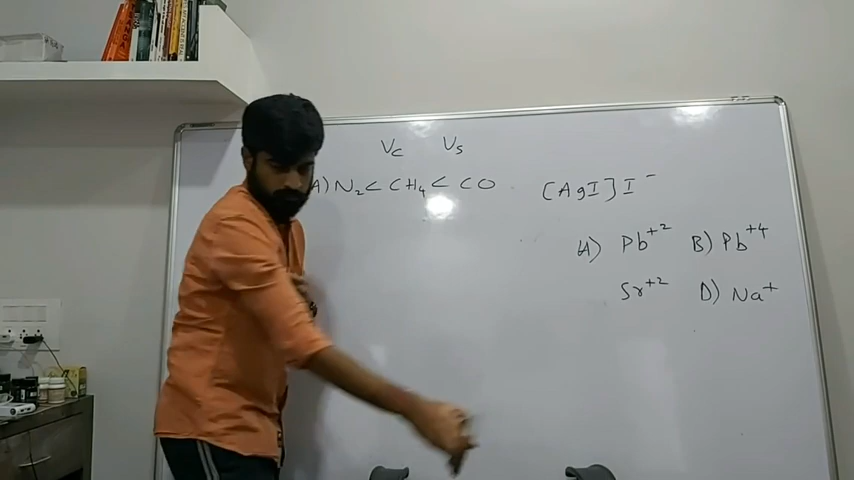 Vc Vs
A) N₂ < CH₄ < CO
[AgI] I⁻
A) Pb⁺² B) Pb⁺⁴
Sr⁺² D) Na⁺